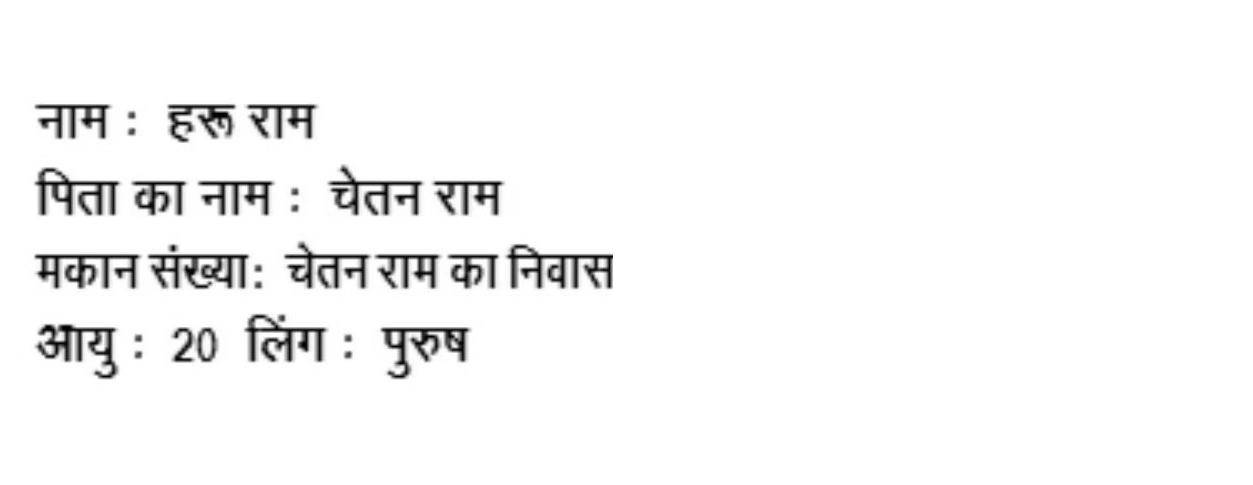 नाम : हरू राम
पिता का नाम : चेतन राम
मकान संख्या: चेतन राम का निवास
आयु : 20 लिंग : पुरुष